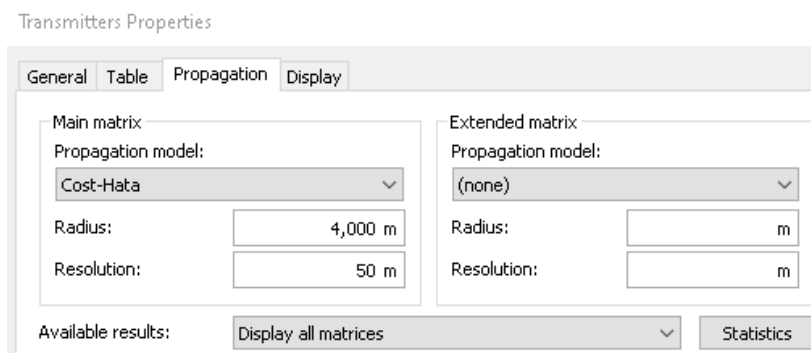 Transmitters Properties
General Table Propagation Display
Main matrix
Propagation model:
Cost-Hata
Radius: 4,000 m
Resolution: 50 m
Extended matrix
Propagation model:
(none)
Radius: m
Resolution: m
Available results: Display all matrices Statistics